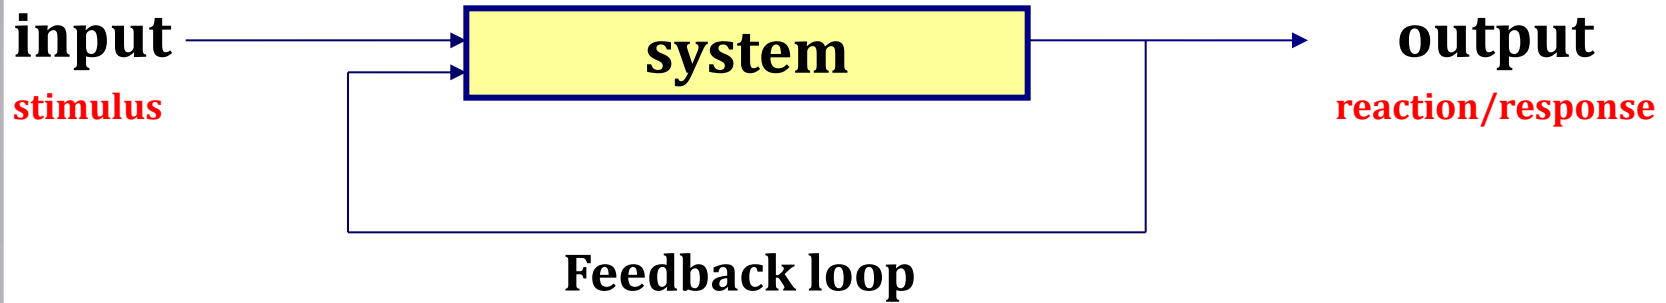 input
system
output
stimulus
reaction/response
Feedback loop